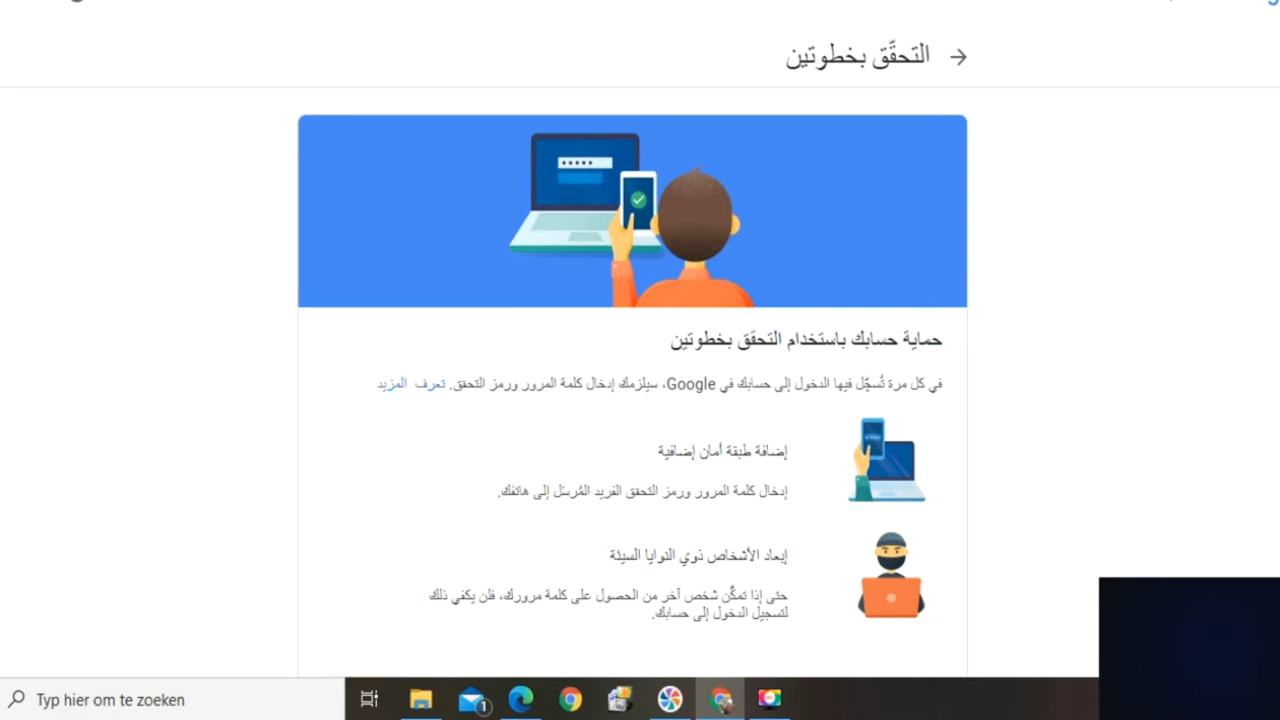 التحقّق بخطوتين
حماية حسابك باستخدام التحقق بخطوتين
في كل مرة تُسجّل فيها الدخول إلى حسابك في Google، سيلزمك إدخال كلمة المرور ورمز التحقق. تعرف المزيد
إضافة طبقة أمان إضافية
إدخال كلمة المرور ورمز التحقق الفريد المُرسَل إلى هاتفك.
إبعاد الأشخاص ذوي النوايا السيئة
حتى إذا تمكّن شخص آخر من الحصول على كلمة مرورك، فلن يكفي ذلك
لتسجيل الدخول إلى حسابك.
Typ hier om te zoeken
1